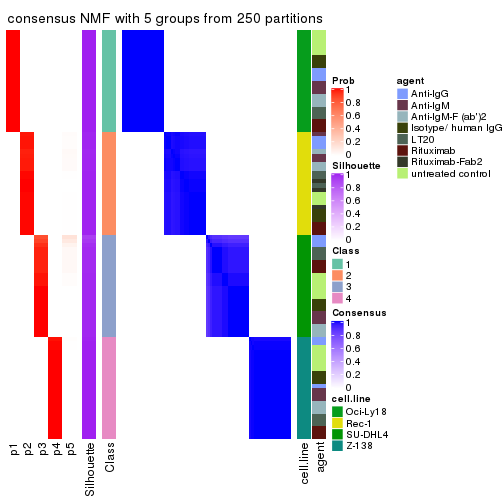 consensus NMF with 5 groups from 250 partitions
p1
p2
p3
p4
p5
Silhouette
Class
cell.line
agent
Prob
1
0.8
0.6
0.4
0.2
0
Silhouette
1
0.8
0.6
0.4
0.2
0
Class
1
2
3
4
Consensus
1
0.8
0.6
0.4
0.2
0
cell.line
Oci-Ly18
Rec-1
SU-DHL4
Z-138
agent
Anti-IgG
Anti-IgM
Anti-IgM-F (ab')2
Isotype/ human IgG
LT20
Rituximab
Rituximab-Fab2
untreated control